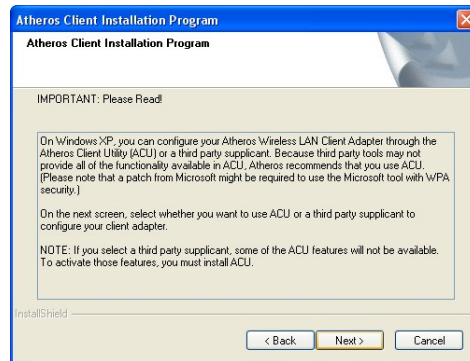 Atheros Client Installation Program
Atheros Client Installation Program
IMPORTANT: Please Read!
On Windows XP, you can configure your Atheros Wireless LAN Client Adapter through the
Atheros Client Utility (ACU) or a third party supplicant. Because third party tools may not
provide all of the functionality available in ACU, Atheros recommends that you use ACU.
(Please note that a patch from Microsoft might be required to use the Microsoft tool with WPA
security.)
On the next screen, select whether you want to use ACU or a third party supplicant to
configure your client adapter.
NOTE: If you select a third party supplicant, some of the ACU features will not be available.
To activate those features, you must install ACU.
InstallShield
< Back Next > Cancel